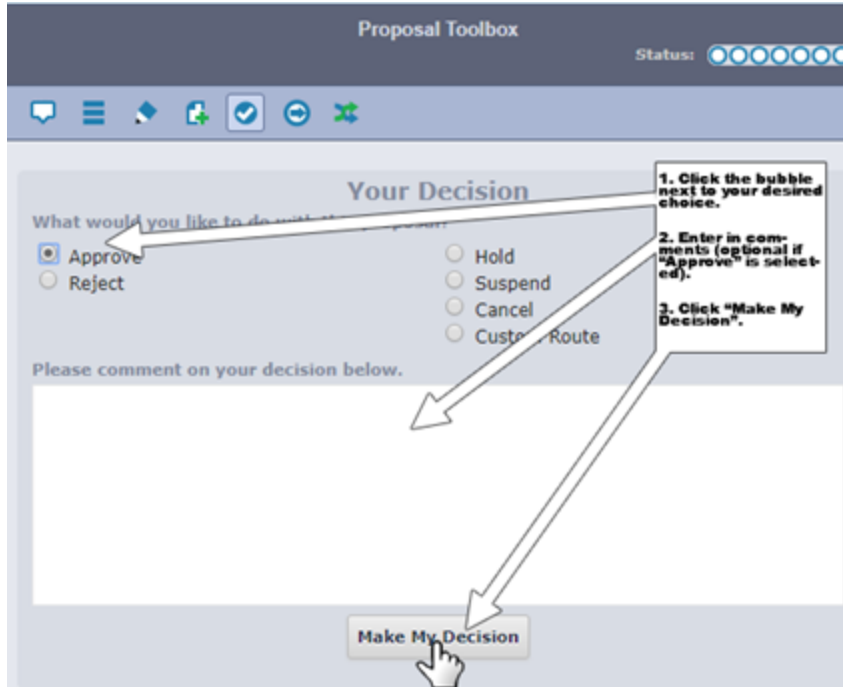 Proposal Toolbox
Status:
Your Decision
What would you like to do with this proposal?
Approve
Reject
Hold
Suspend
Cancel
Custom Route
Please comment on your decision below.
Make My Decision
1. Click the bubble
next to your desired
choice.
2. Enter in com-
ments (optional if
“Approve” is select-
ed).
3. Click “Make My
Decision”.